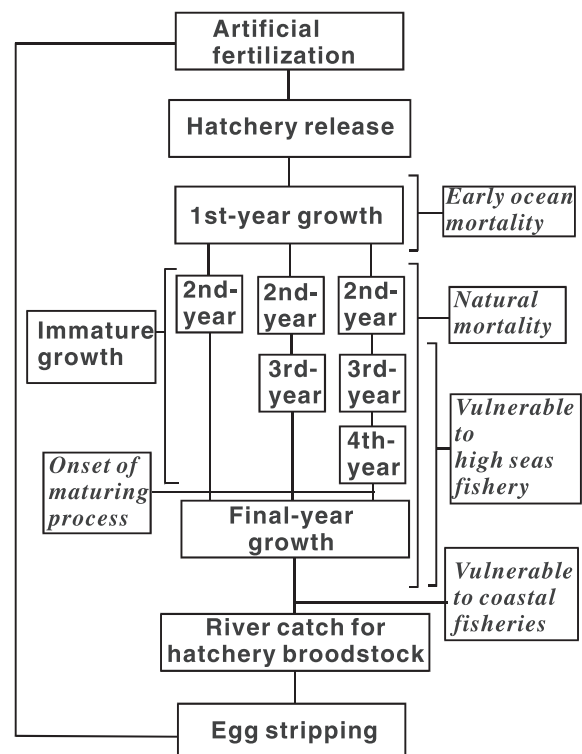 Artificial
fertilization
Hatchery release
1st-year growth
Early ocean
mortality
2nd-
year
2nd-
year
2nd-
year
Natural
mortality
Immature
growth
3rd-
year
3rd-
year
Vulnerable
to
high seas
fishery
4th-
year
Onset of
maturing
process
Final-year
growth
Vulnerable
to coastal
fisheries
River catch for
hatchery broodstock
Egg stripping